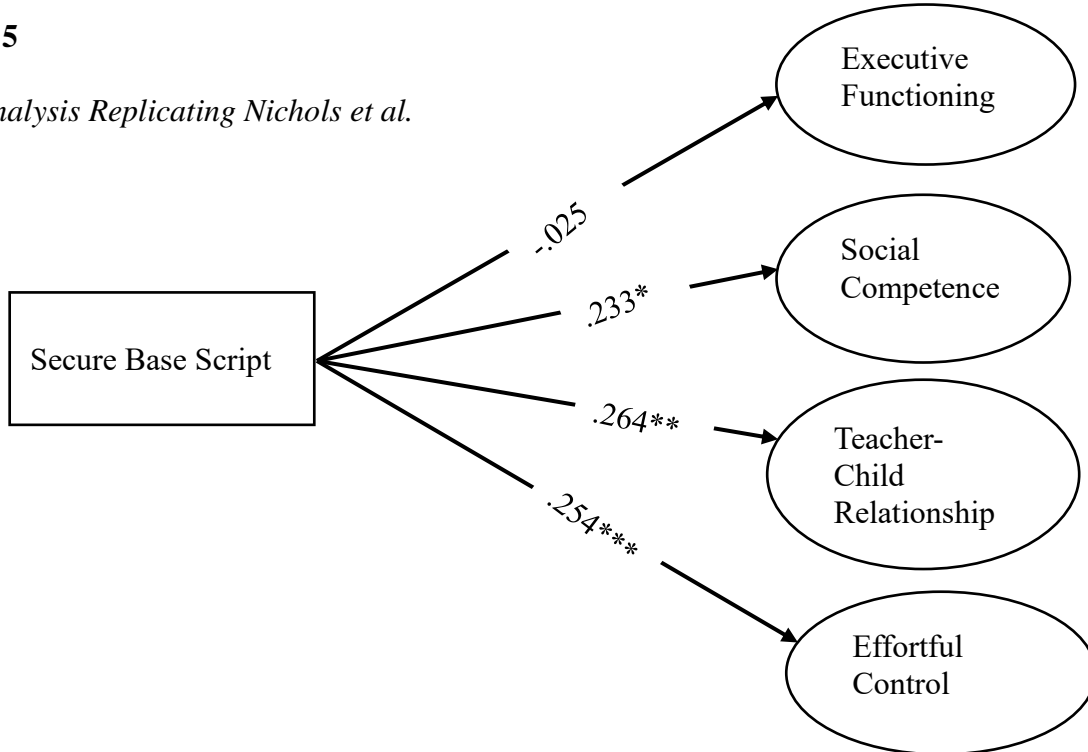 5
nalysis Replicating Nichols et al.
Executive
Functioning
-.025
Social
Competence
.233*
Secure Base Script
.264**
Teacher-
Child
Relationship
.254***
Effortful
Control